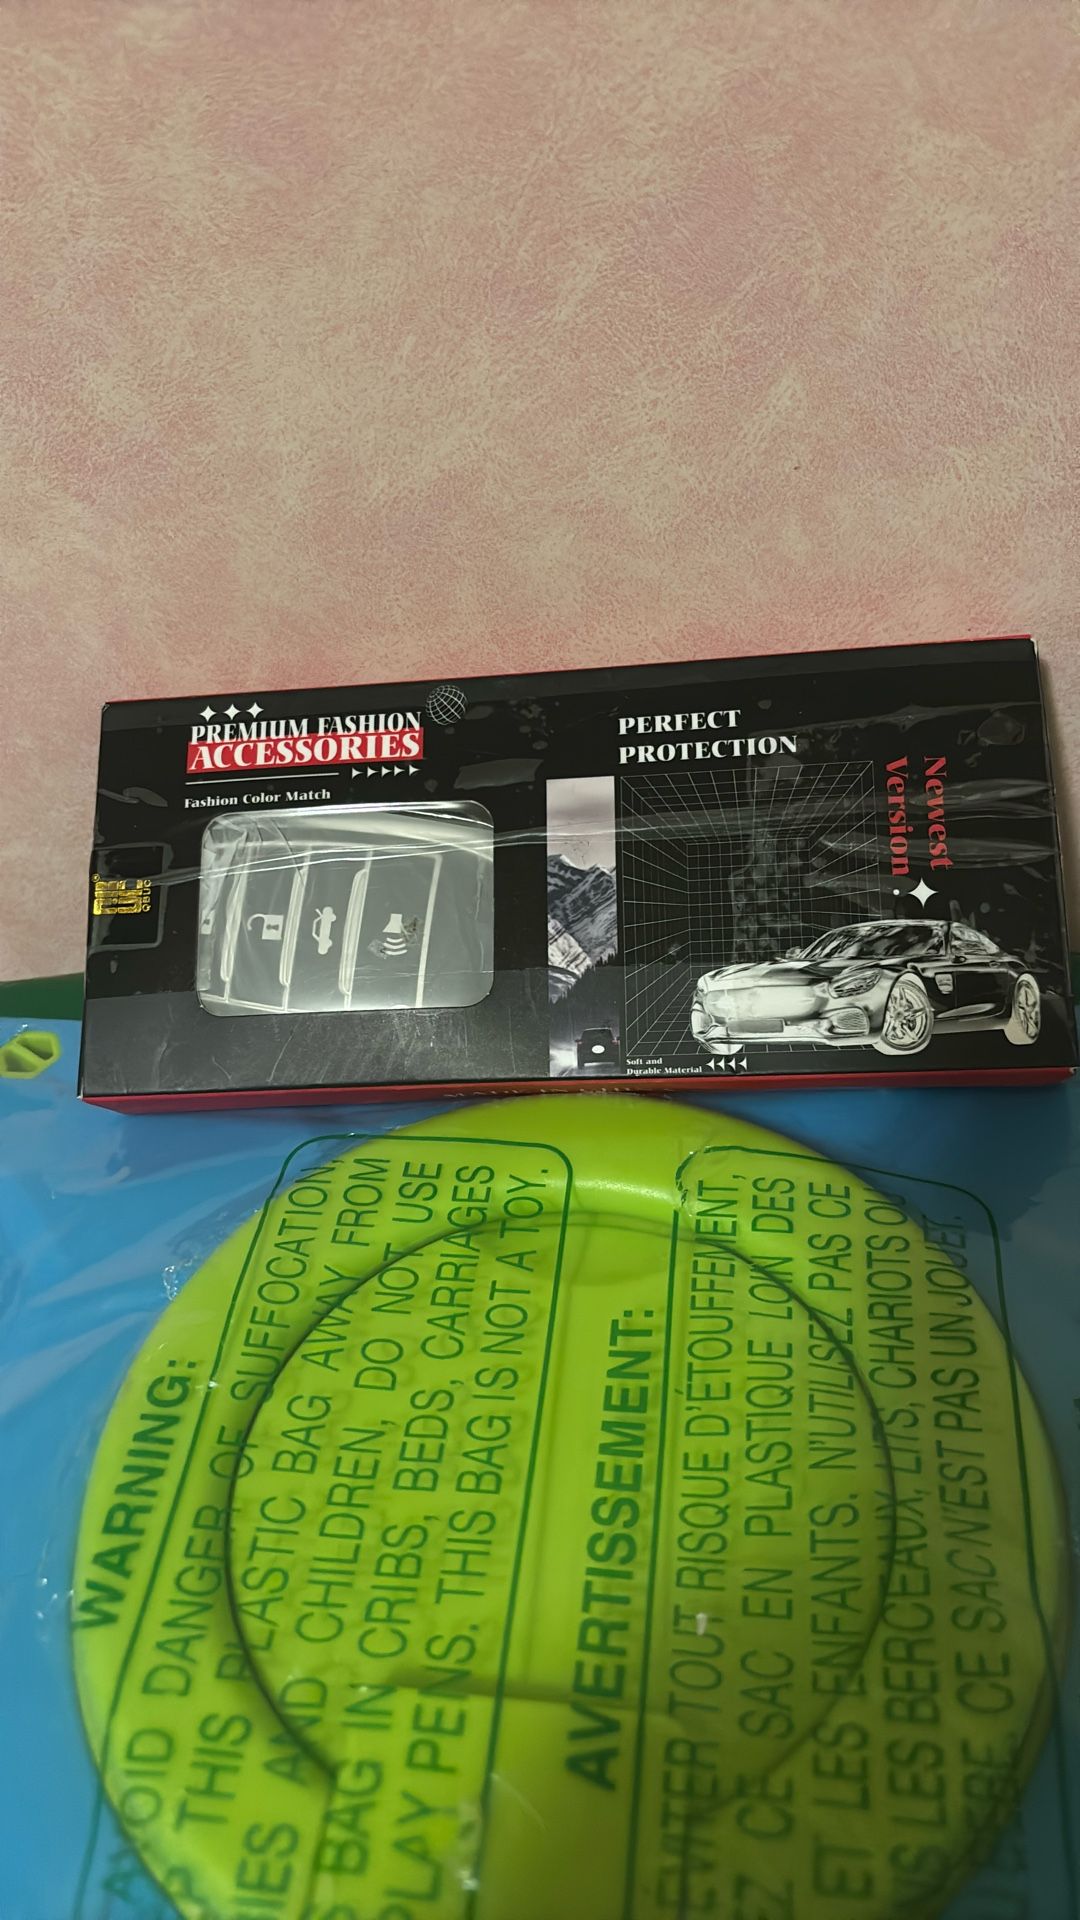 PREMIUM FASHION
ACCESSORIES
Fashion Color Match
QBUC
PERFECT
PROTECTION
Newest
Version
Soft and
Durable Material
WARNING:
AVOID DANGER OF SUFFOCATION,
THIS PLASTIC BAG AWAY FROM
AND CHILDREN, DO NOT USE
BAG IN CRIBS, BEDS, CARRIAGES
PLAY PENS. THIS BAG IS NOT A TOY.
AVERTISSEMENT:
EVITER TOUT RISQUE D'ÉTOUFFEMENT,
CE SAC EN PLASTIQUE LOIN DES
ET LES ENFANTS. N'UTILISEZ PAS CE
LES BERCEAUX, LITS, CHARIOTS OU
CE SAC N'EST PAS UN JOUET.